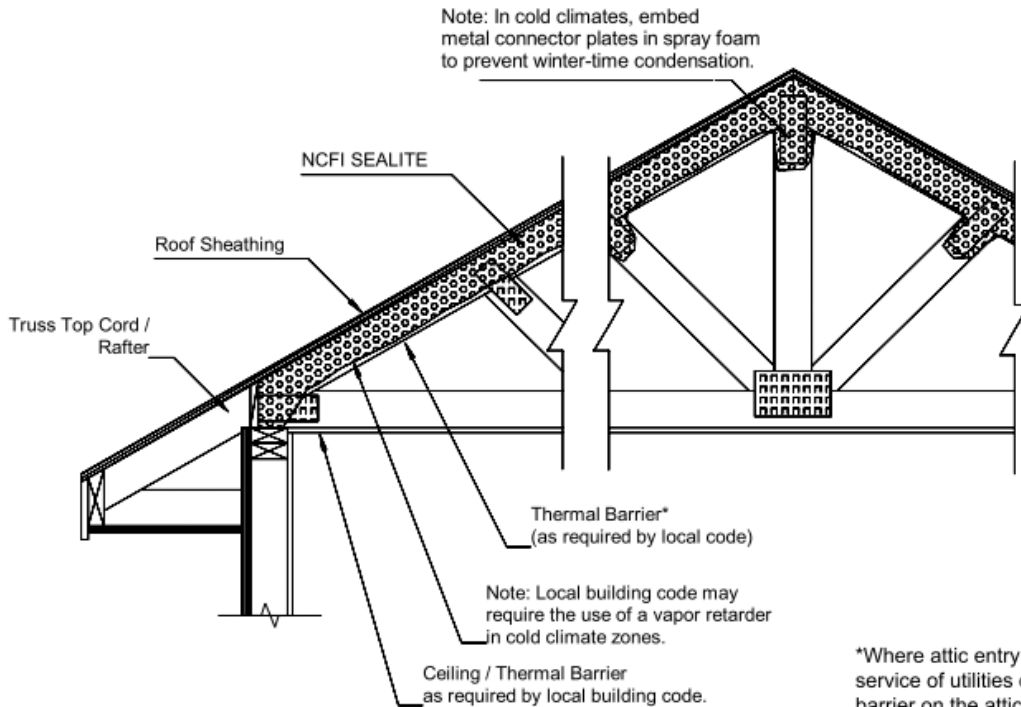 Note: In cold climates, embed
metal connector plates in spray foam
to prevent winter-time condensation.
NCFI SEALITE
Roof Sheathing
Truss Top Cord /
Rafter
Thermal Barrier*
(as required by local code)
Note: Local building code may
require the use of a vapor retarder
in cold climate zones.
Ceiling / Thermal Barrier
as required by local building code.
*Where attic entry
service of utilities
barrier on the attic